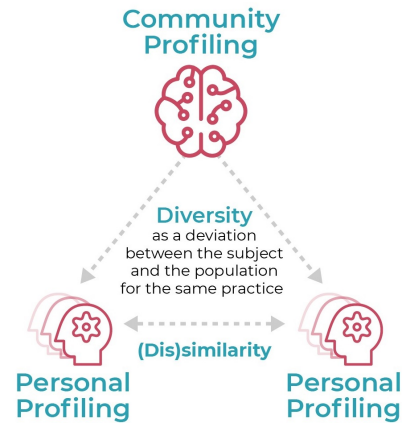 Community
Profiling
Diversity
as a deviation
between the subject
and the population
for the same practice
(Dis)similarity
Personal
Profiling
Personal
Profiling